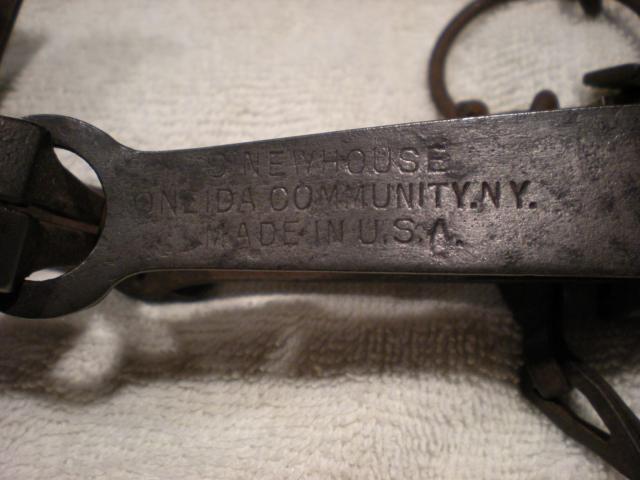 S NEWHOUSE
ONEIDA COMMUNITY.N.Y.
MADE IN U.S.A.